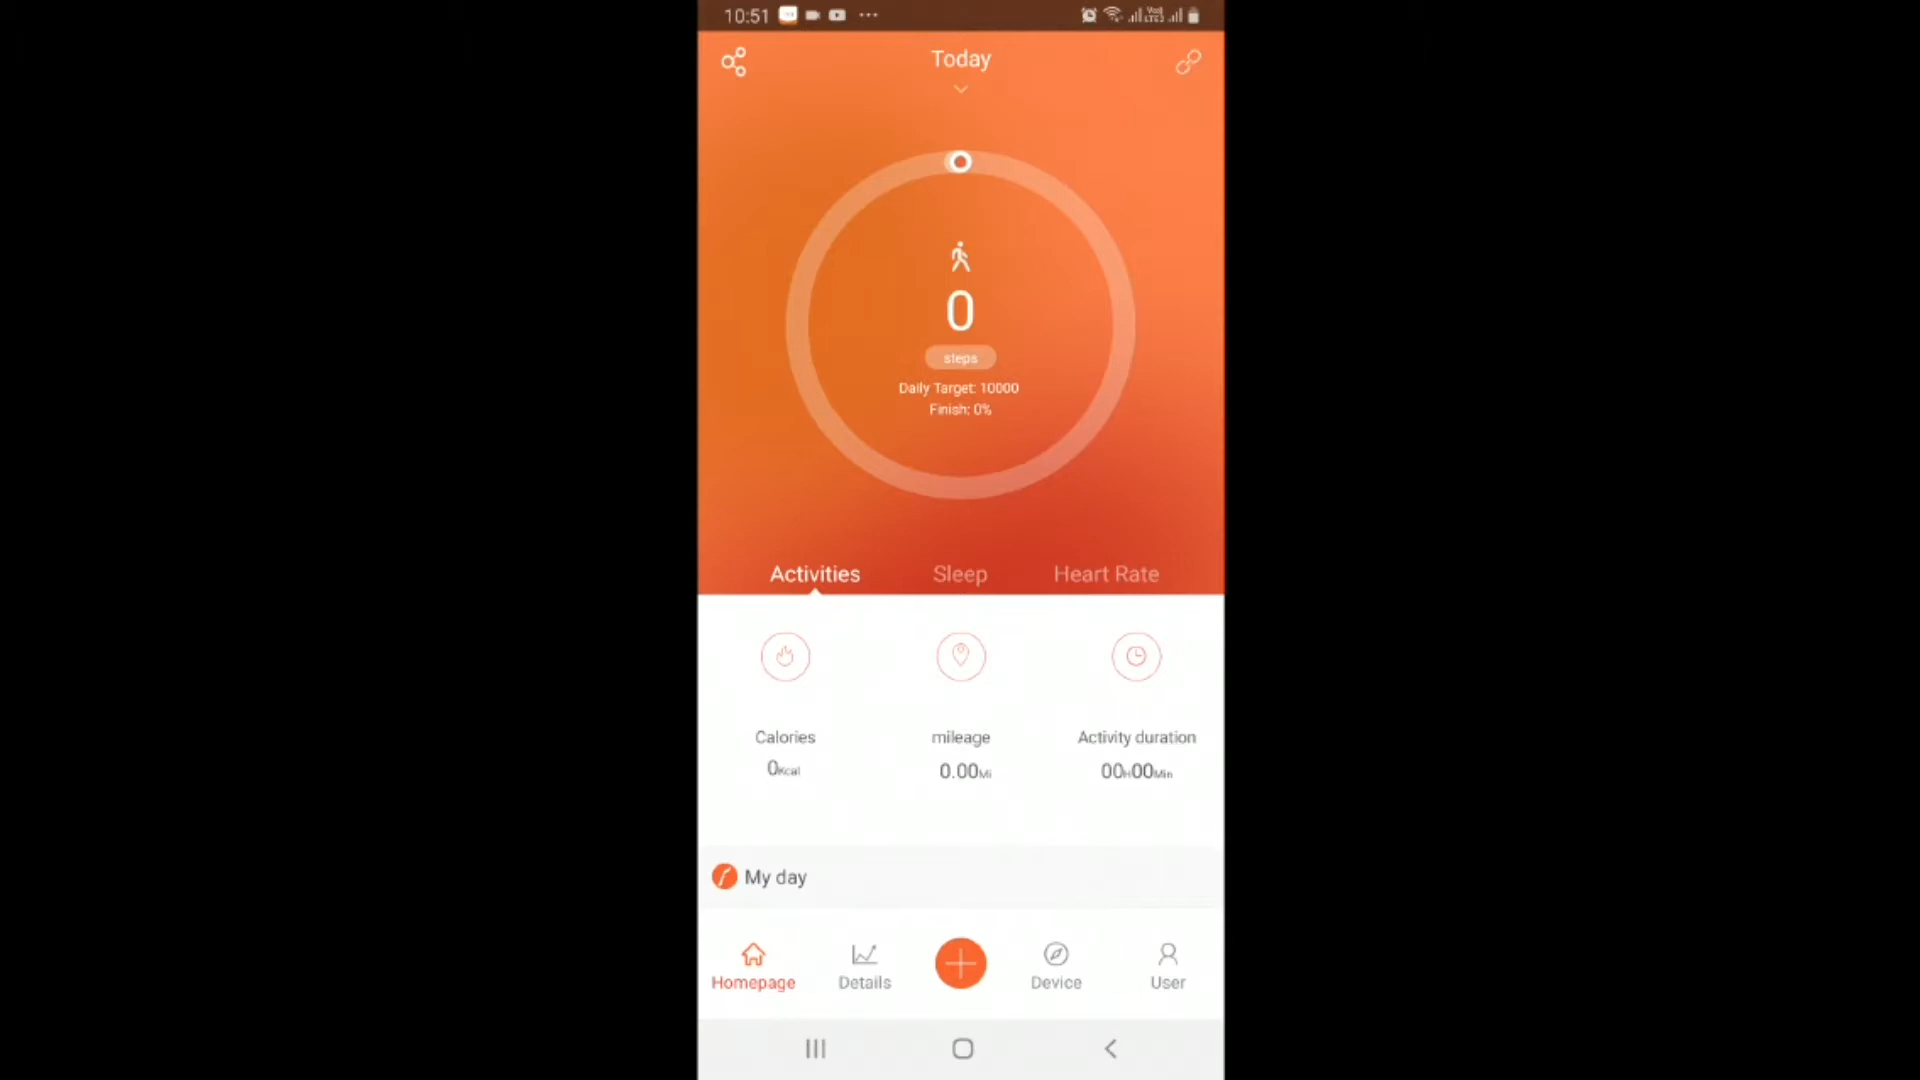 10:51
Today
0
steps
Daily Target: 10000
Finish: 0%
Activities Sleep Heart Rate
Calories mileage Activity duration
0Kcal 0.00Mi 00H00Min
My day
Homepage Details Device User